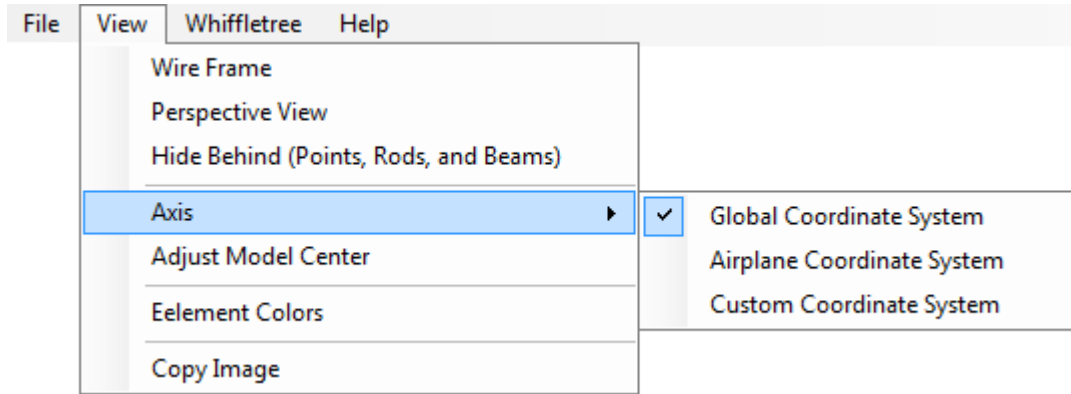 File View Whiffletree Help
Wire Frame
Perspective View
Hide Behind (Points, Rods, and Beams)
Axis
Adjust Model Center
Eelement Colors
Copy Image
Global Coordinate System
Airplane Coordinate System
Custom Coordinate System